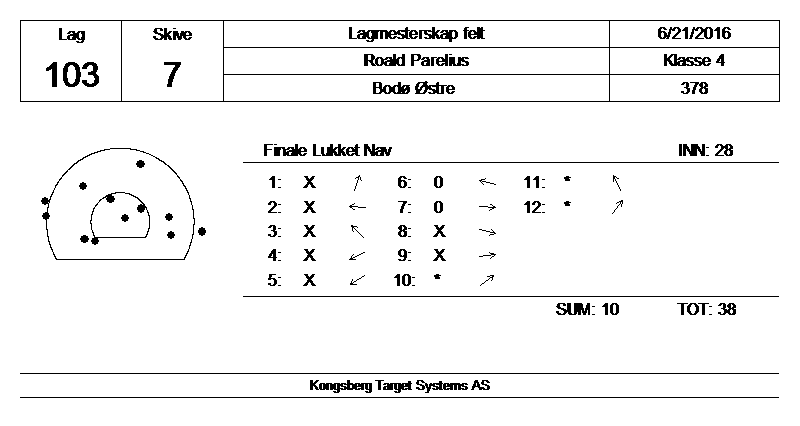 Lag Skive Lagmesterskap felt 6/21/2016
103 7 Roald Parelius Klasse 4
Bodø Østre 378
Finale Lukket Nav INN: 28
1: X 6: 0 11: *
2: X 7: 0 12: *
3: X 8: X
4: X 9: X
5: X 10: *
SUM: 10 TOT: 38
Kongsberg Target Systems AS